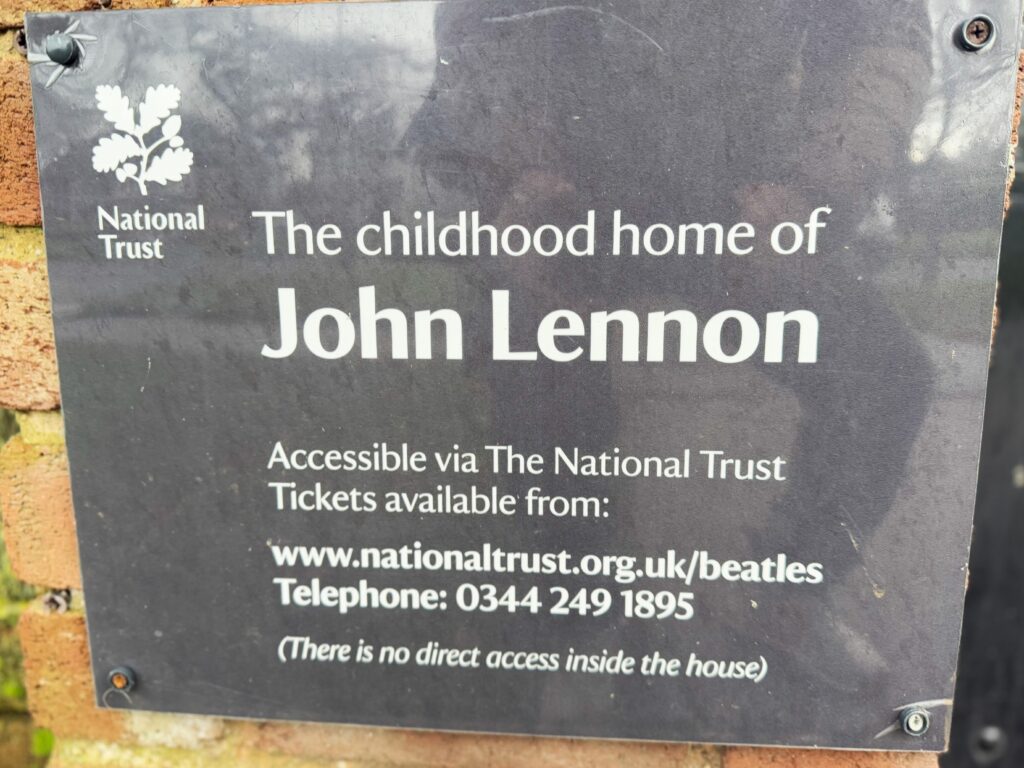 National
Trust
The childhood home of
John Lennon
Accessible via The National Trust
Tickets available from:
www.nationaltrust.org.uk/beatles
Telephone: 0344 249 1895
(There is no direct access inside the house)